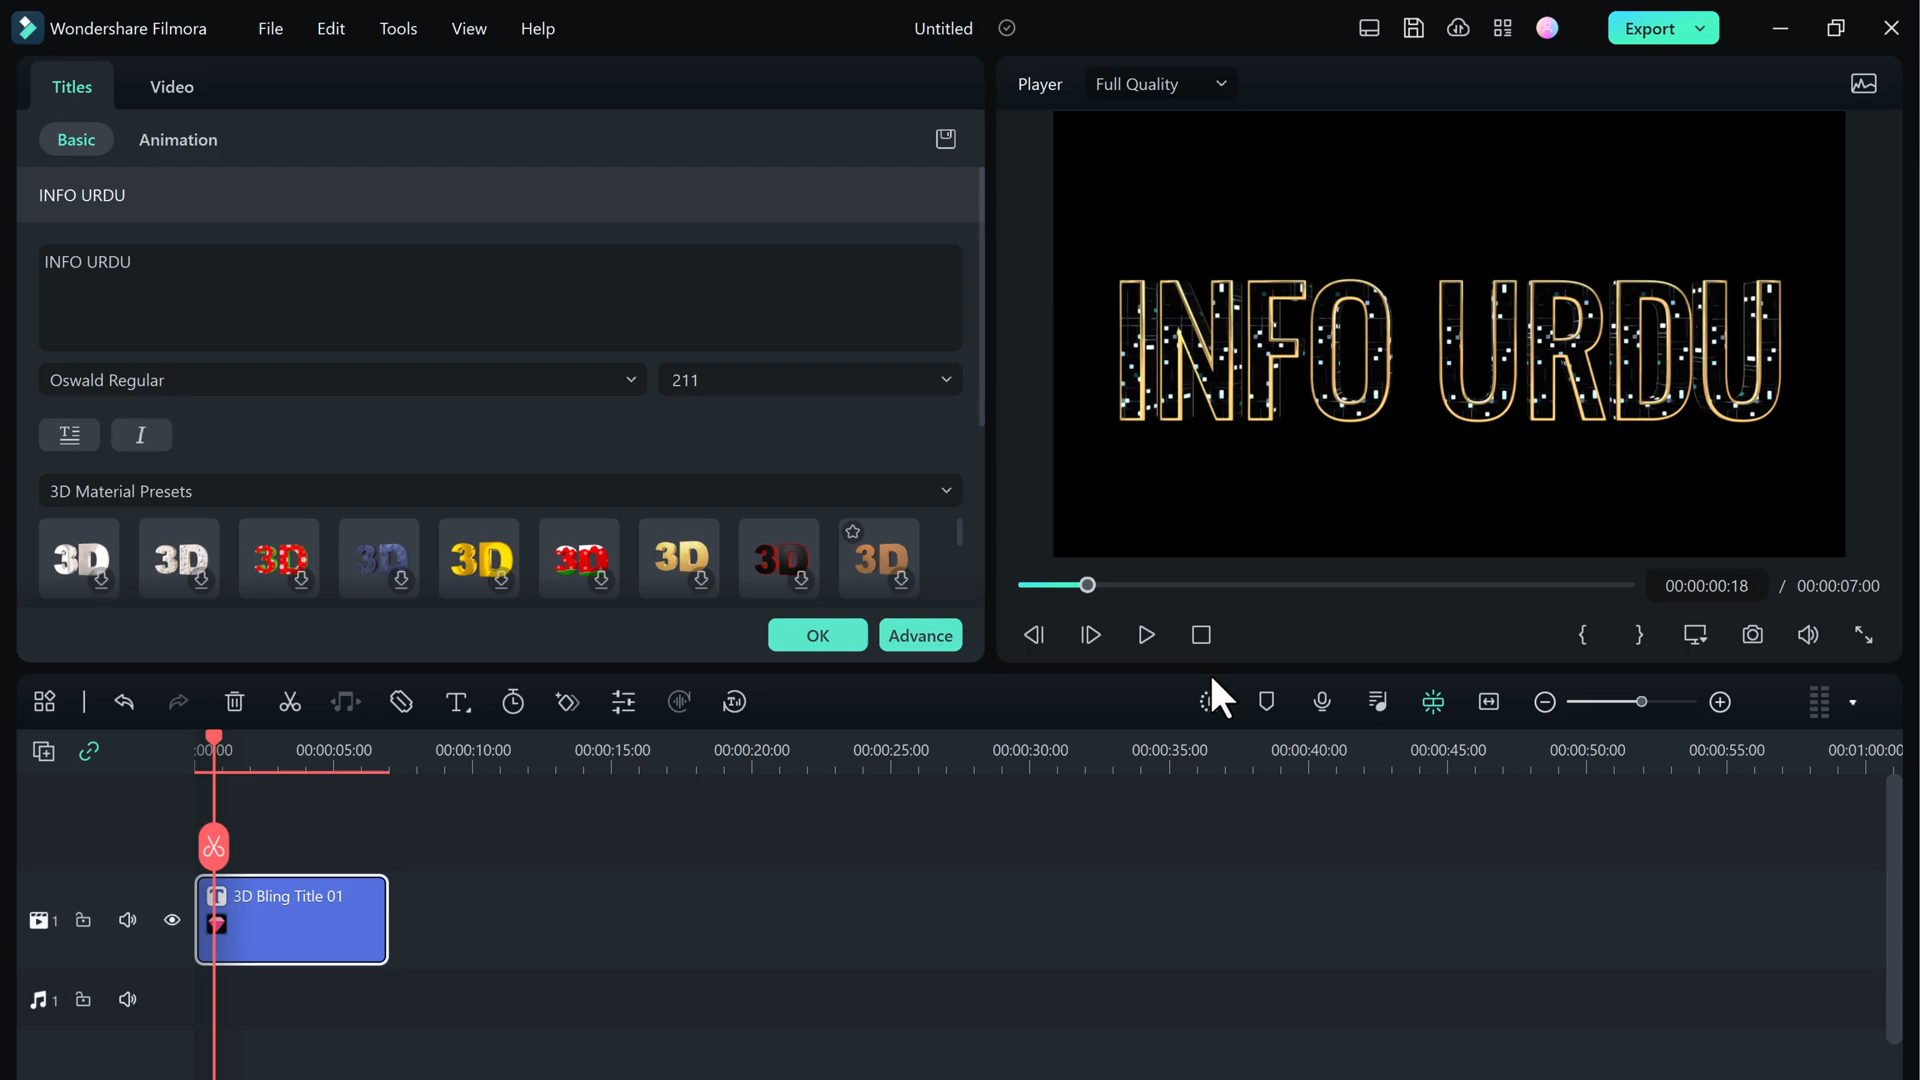 Wondershare Filmora File Edit Tools View Help Untitled Export
Titles Video
Player Full Quality
Basic Animation
INFO URDU
INFO URDU
INFO URDU
Oswald Regular 211
I
3D Material Presets
3D 3D 3D 3D 3D 3D 3D 3D 3D
00:00:00:18 / 00:00:07:00
OK Advance
{ }
:00:00 00:00:05:00 00:00:10:00 00:00:15:00 00:00:20:00 00:00:25:00 00:00:30:00 00:00:35:00 00:00:40:00 00:00:45:00 00:00:50:00 00:00:55:00 00:01:00:00
T 3D Bling Title 01
1
1